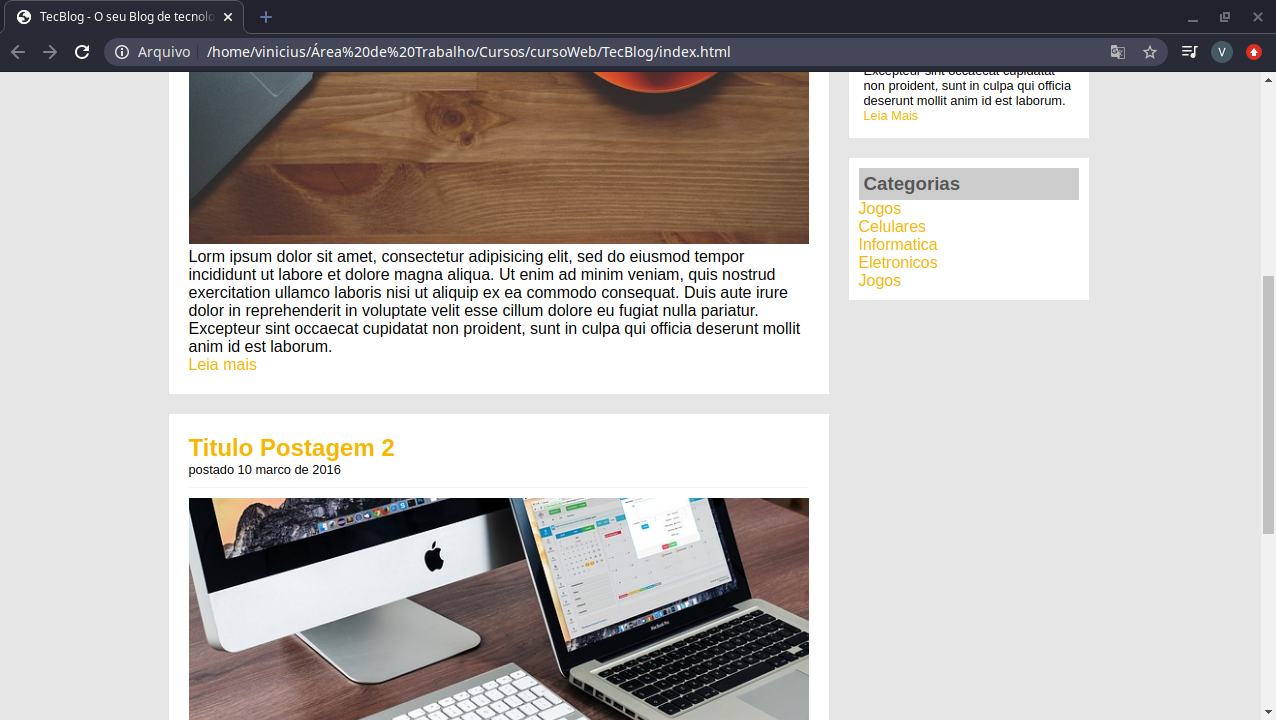 TecBlog - O seu Blog de tecnolo
Arquivo
/home/vinicius/Área%20de%20Trabalho/Cursos/cursoWeb/TecBlog/index.html
V
Lorm ipsum dolor sit amet, consectetur adipisicing elit, sed do eiusmod tempor
incididunt ut labore et dolore magna aliqua. Ut enim ad minim veniam, quis nostrud
exercitation ullamco laboris nisi ut aliquip ex ea commodo consequat. Duis aute irure
dolor in reprehenderit in voluptate velit esse cillum dolore eu fugiat nulla pariatur.
Excepteur sint occaecat cupidatat non proident, sunt in culpa qui officia deserunt mollit
anim id est laborum.
Leia mais
Titulo Postagem 2
postado 10 marco de 2016
MacBook Pro
Excepteur sint occaecat cupidatat
non proident, sunt in culpa qui officia
deserunt mollit anim id est laborum.
Leia Mais
Categorias
Jogos
Celulares
Informatica
Eletronicos
Jogos